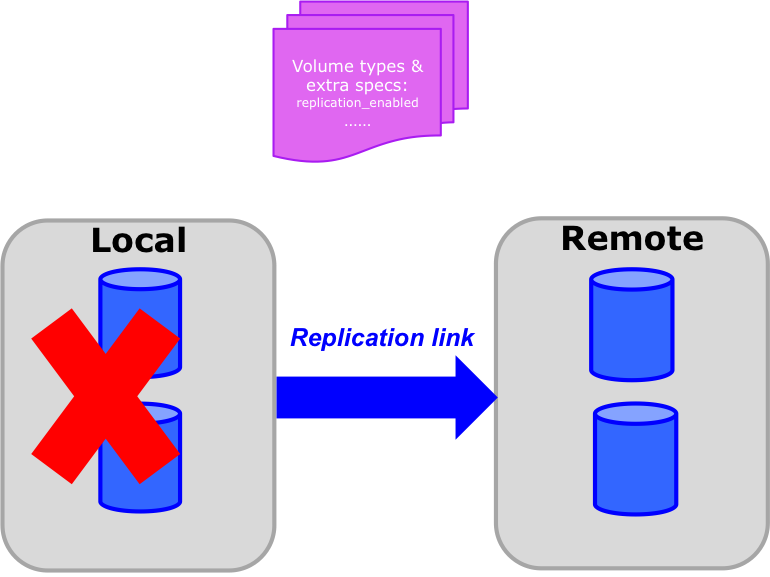 Volume types &
extra specs:
replication_enabled
......
Local
Remote
Replication link